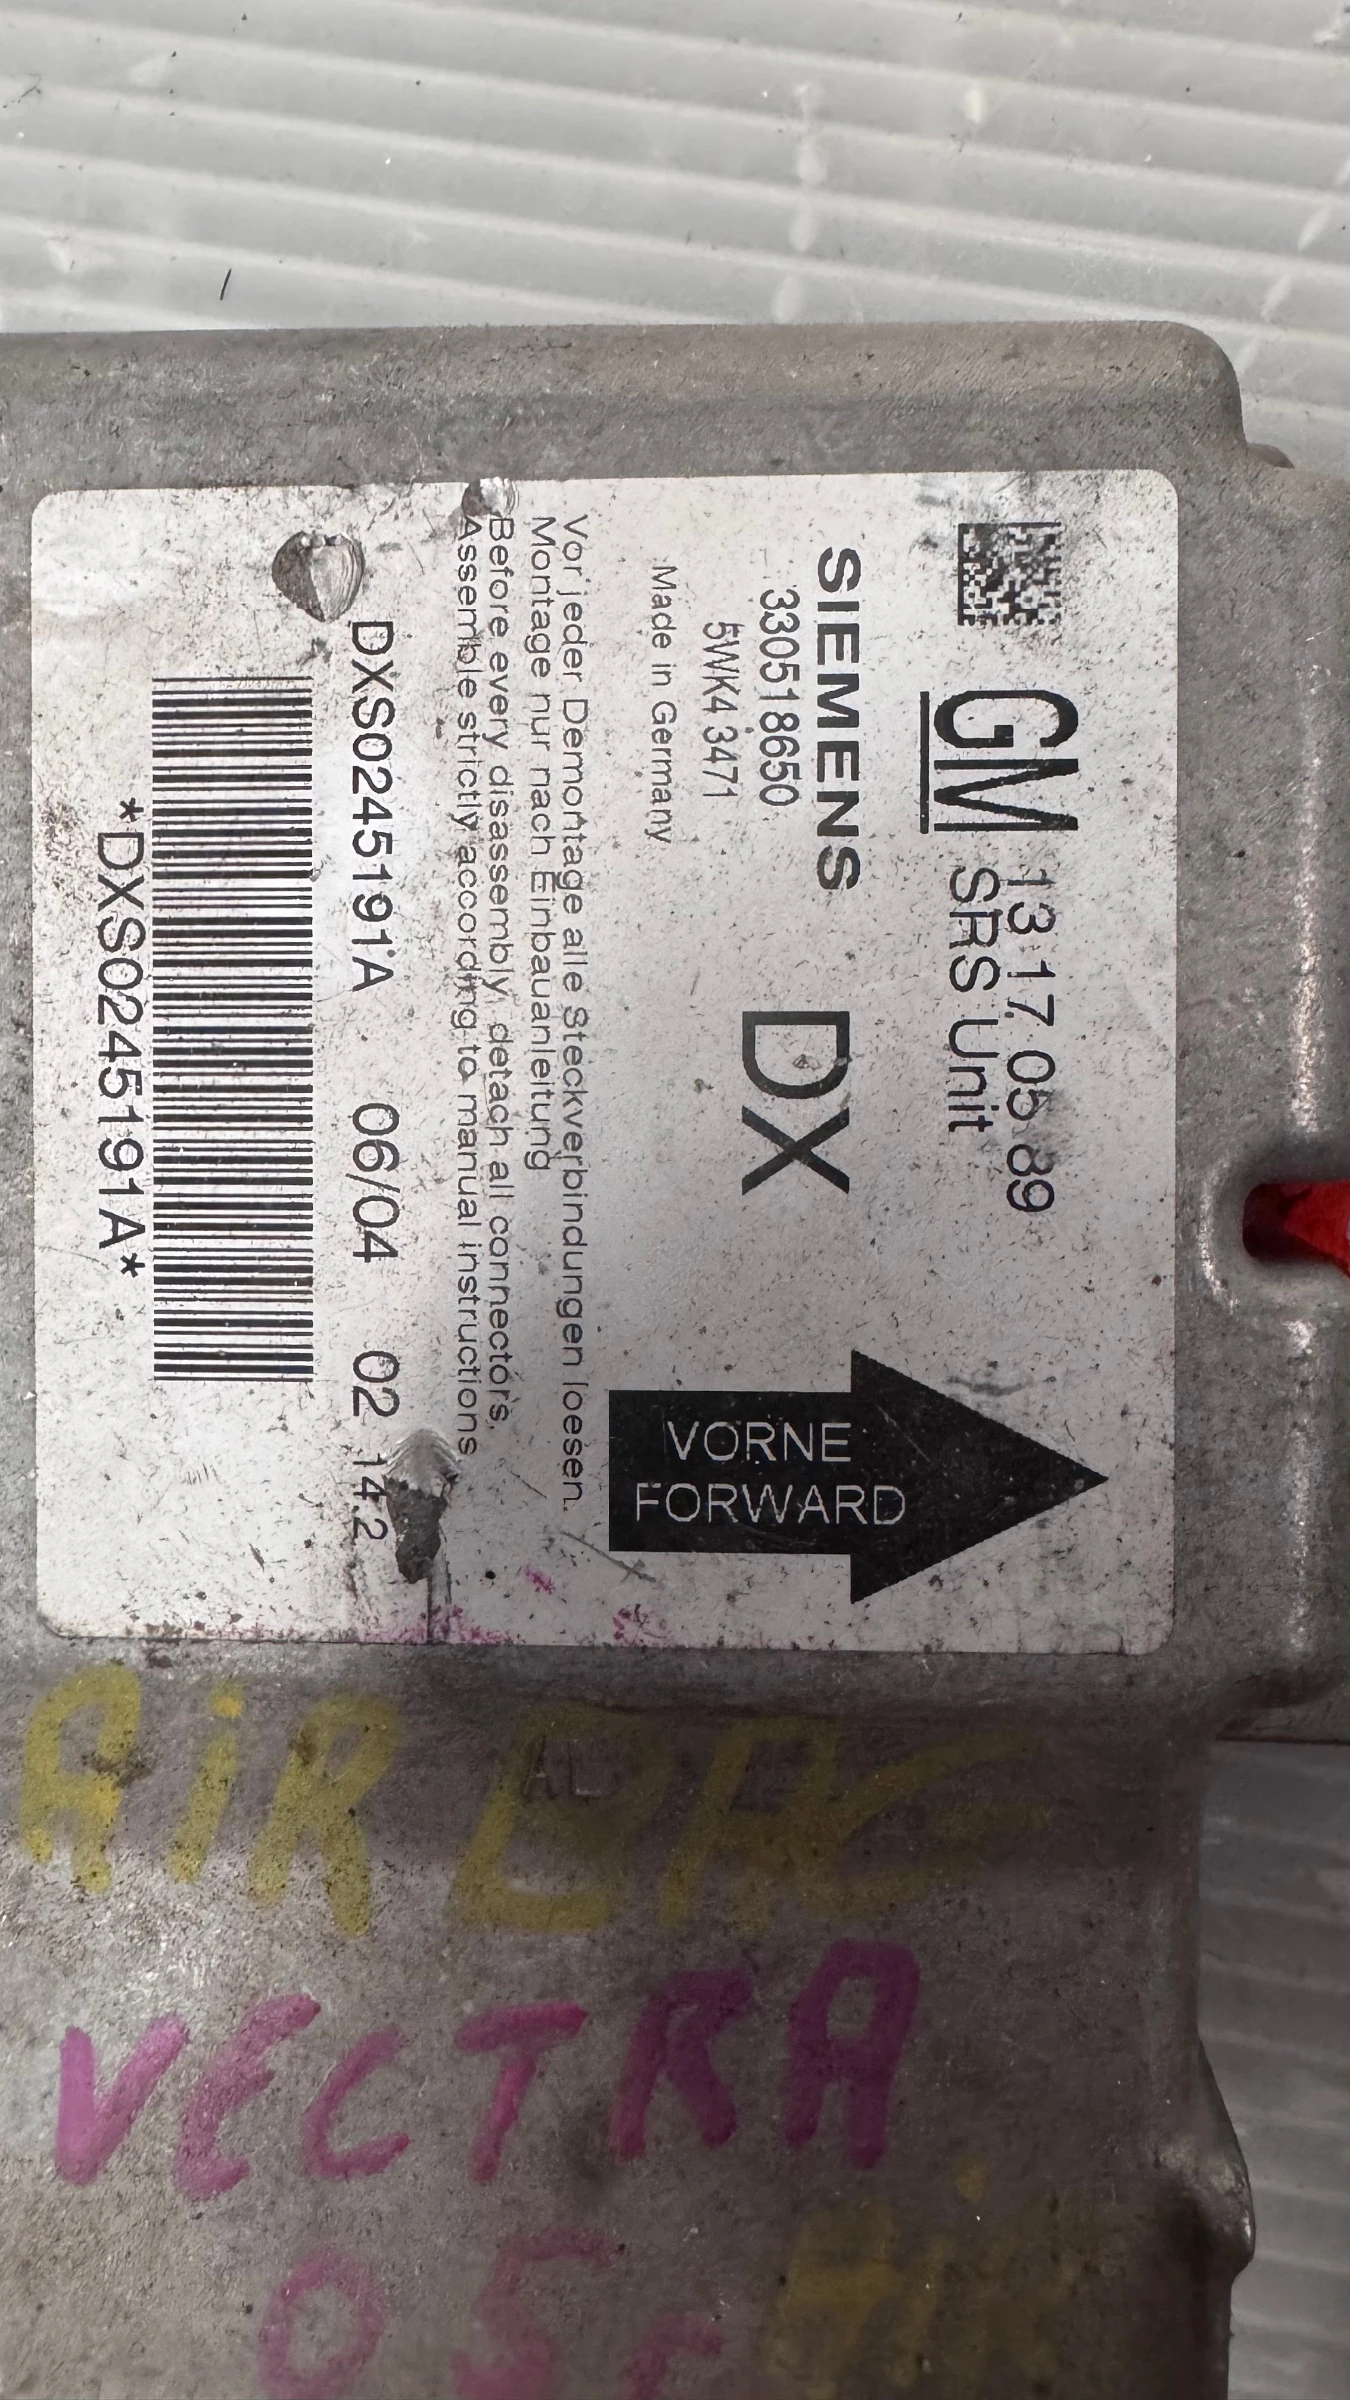 GM 13 17 05 89
SRS Unit
SIEMENS
330518650
5WK4 3471
Made in Germany
DX
VORNE
FORWARD
Vor jeder Demontage alle Steckverbindungen loesen.
Montage nur nach Einbauanleitung
Before every disassembly, detach all connectors,
Assemble strictly according to manual instructions
DXS0245191A 06/04 02 14.2
*DXS0245191A*
AL
AiRBAG
VECTRA